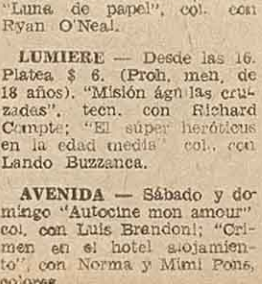 "Luna de papel", col. con
Ryan O'Neal.
LUMIERE — Desde las 16.
Platea $ 6. (Proh. men. de
18 años). "Misión en las cru-
zadas". tecn. con Richard
Compte; "El súper heróticus
en la edad media" col., con
Lando Buzzanca.
AVENIDA — Sábado y do-
mingo "Autocine mon amour"
col. con Luis Brandoni; "Cri-
men en el hotel alojamien-
to", con Norma y Mimí Pons,
colores